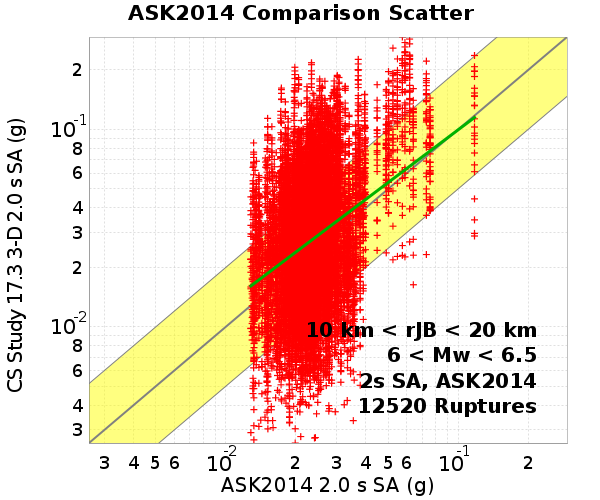 ASK2014 Comparison Scatter
CS Study 17.3 3-D 2.0 s SA (g)
2
10-1
8
6
4
3
2
10-2
8
6
4
3
10 km < rJB < 20 km
6 < Mw < 6.5
2s SA, ASK2014
12520 Ruptures
3 4 5 6 10-2 2 3 4 5 6 10-1 2
ASK2014 2.0 s SA (g)